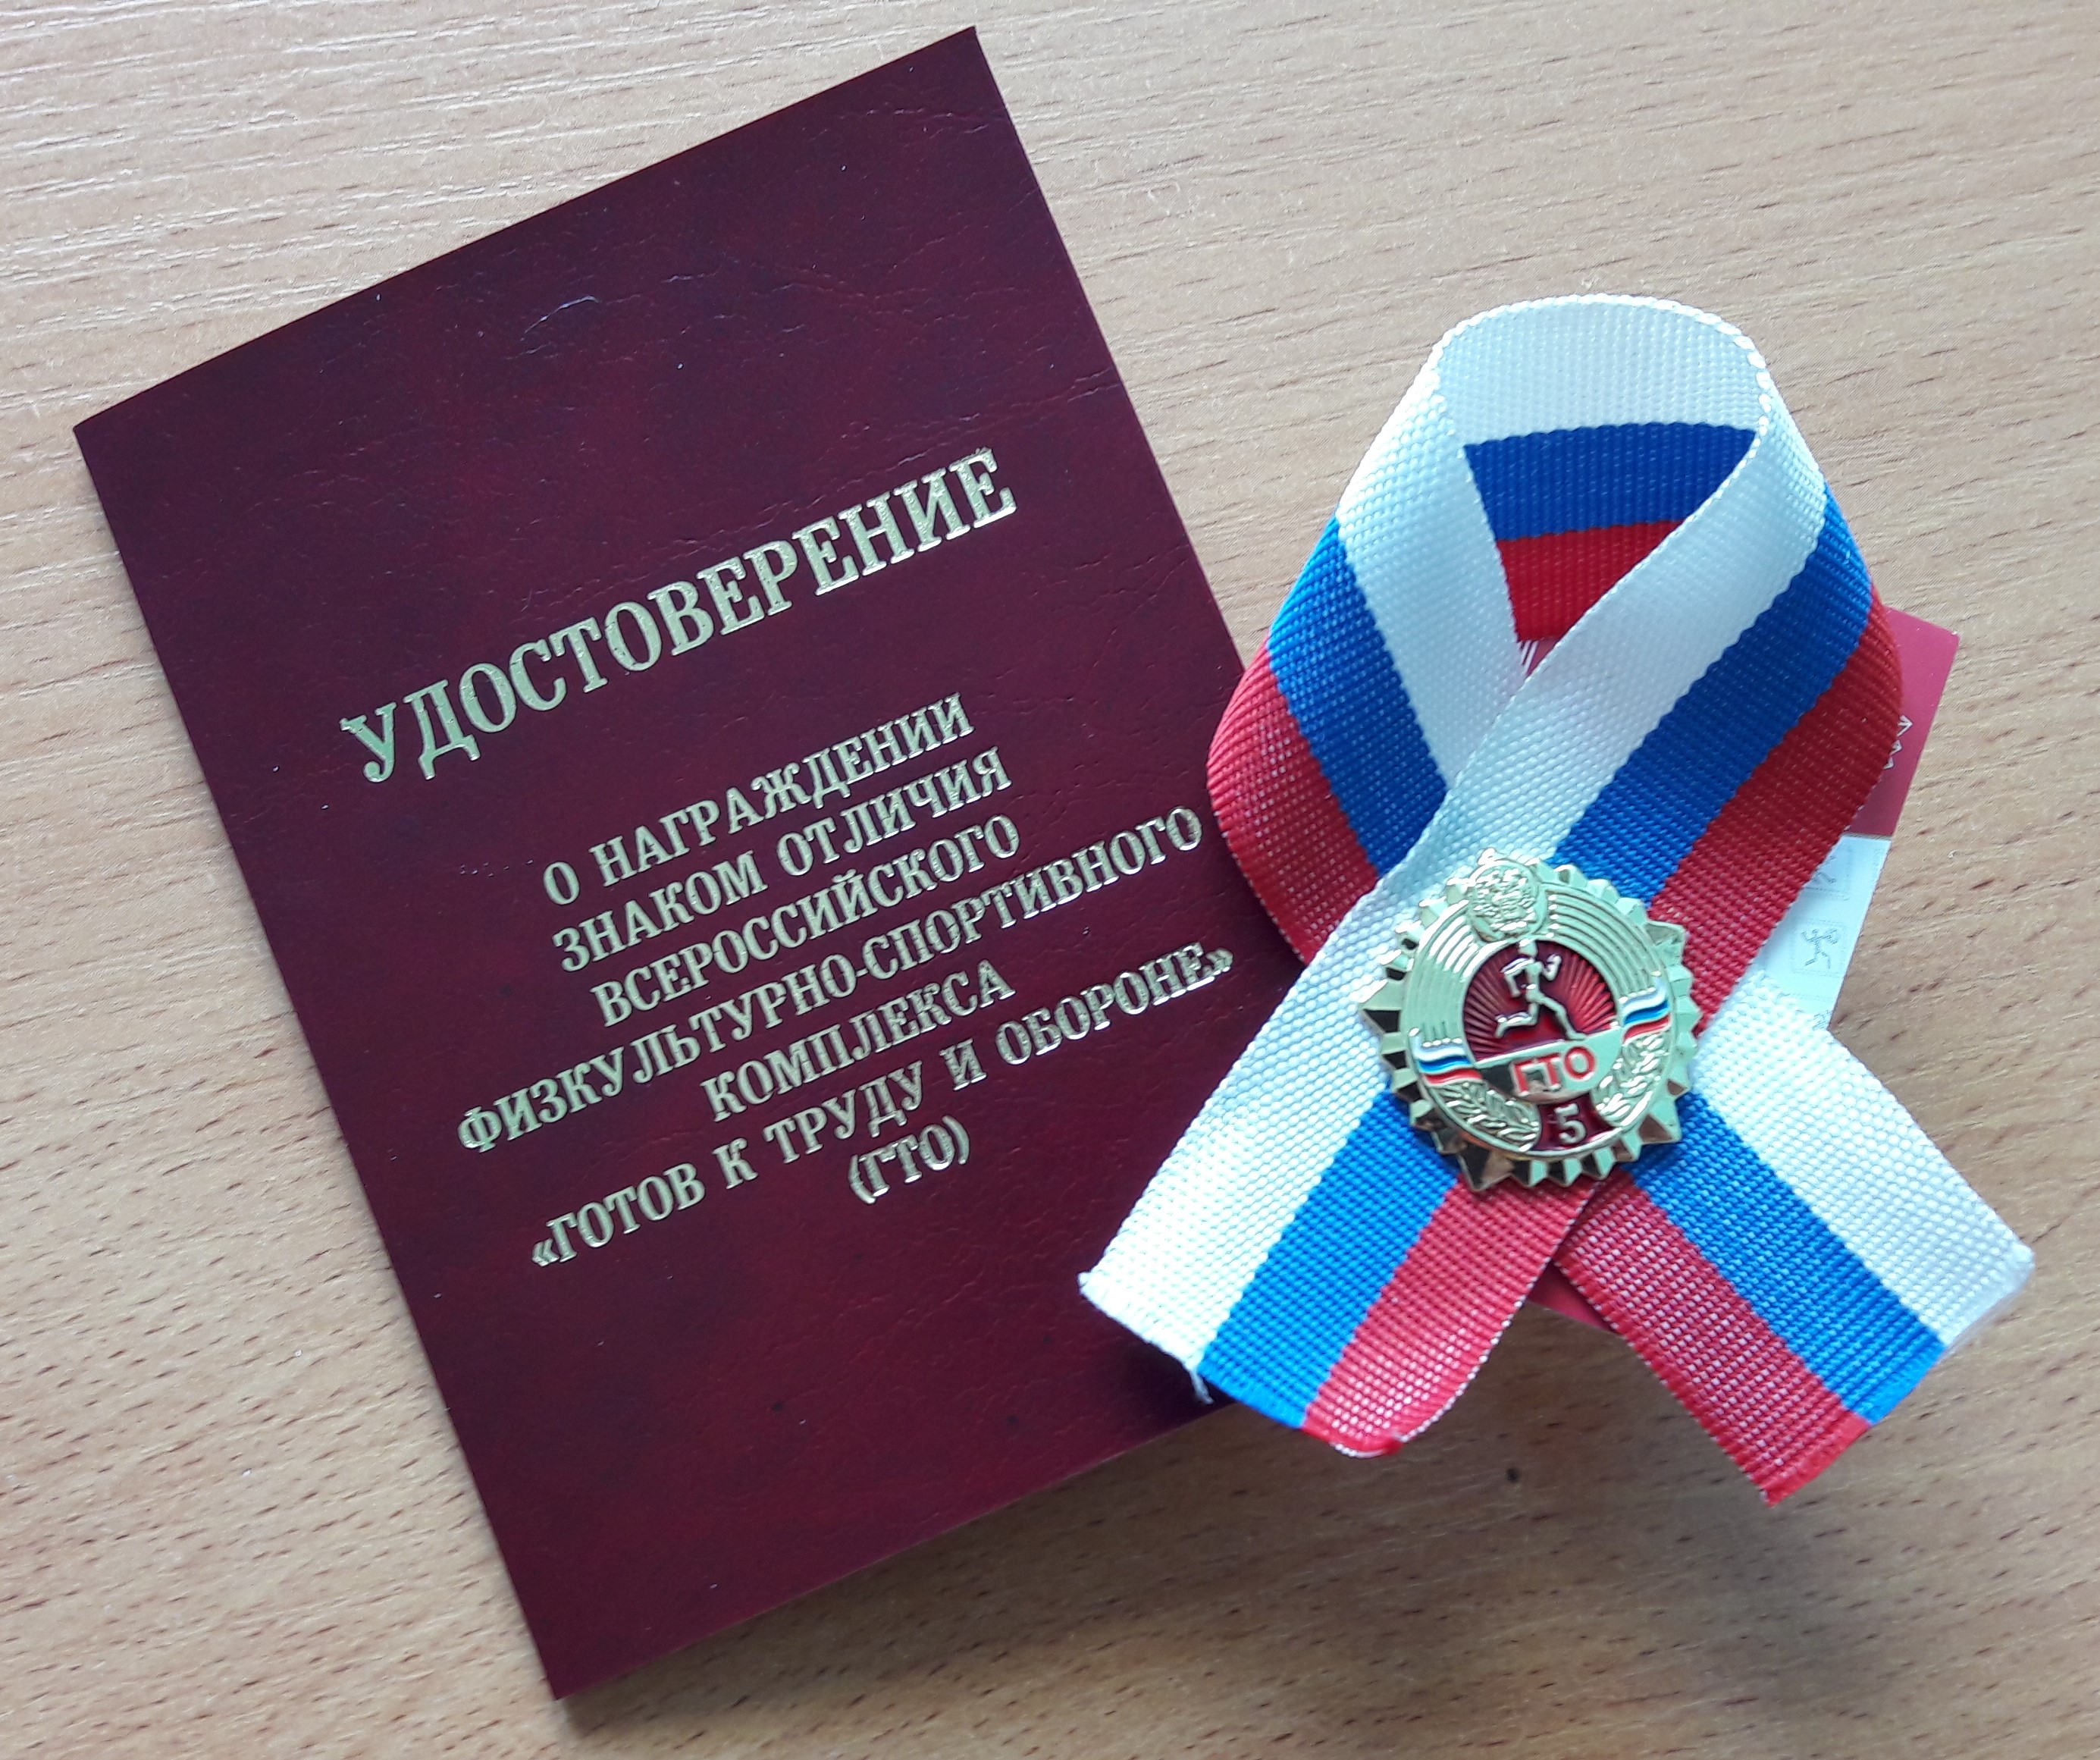 УДОСТОВЕРЕНИЕ
О НАГРАЖДЕНИИ
ЗНАКОМ ОТЛИЧИЯ
ВСЕРОССИЙСКОГО
ФИЗКУЛЬТУРНО-СПОРТИВНОГО
КОМПЛЕКСА
«ГОТОВ К ТРУДУ И ОБОРОНЕ»
(ГТО)
ГТО
5